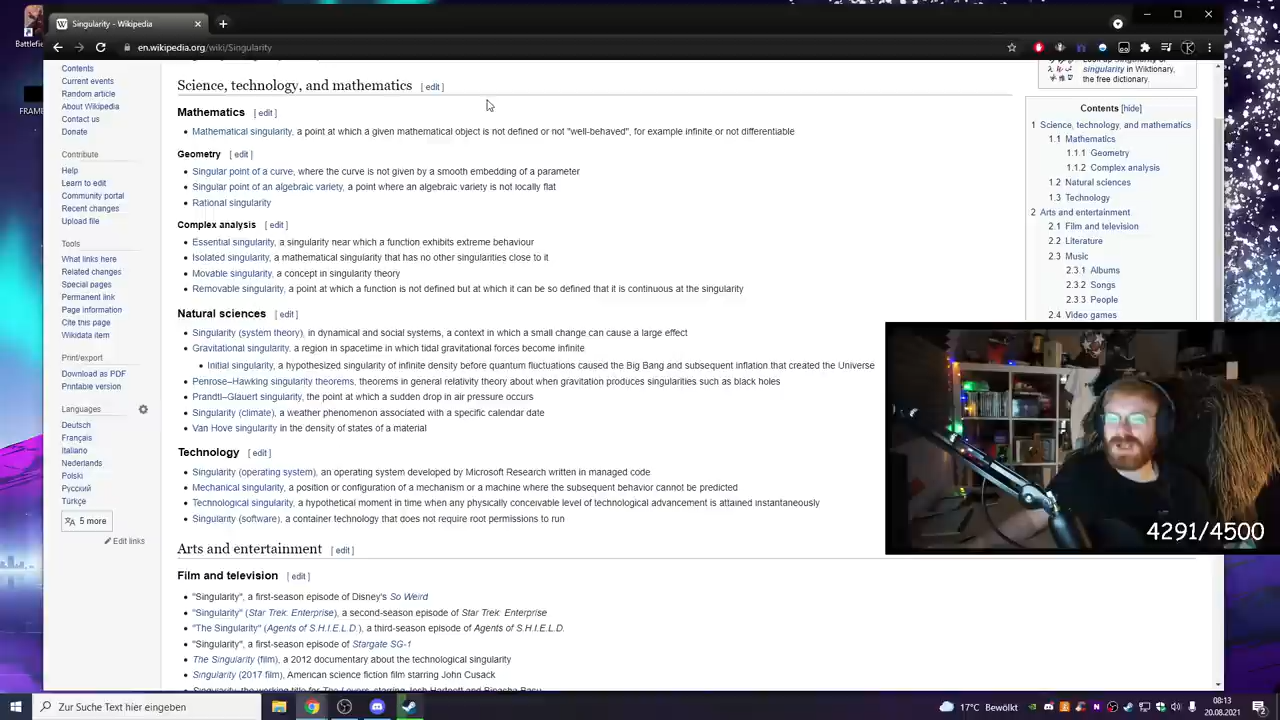 Singularity - Wikipedia
en.wikipedia.org/wiki/Singularity
Battlefiel
FRAME
Contents
Current events
Random article
About Wikipedia
Contact us
Donate
Contribute
Help
Learn to edit
Community portal
Recent changes
Upload file
Tools
What links here
Related changes
Special pages
Permanent link
Page information
Cite this page
Wikidata item
Print/export
Download as PDF
Printable version
Languages
Deutsch
Français
Italiano
Nederlands
Polski
Русский
Türkçe
5 more
Edit links
Science, technology, and mathematics [ edit ]
Mathematics [ edit ]
Mathematical singularity, a point at which a given mathematical object is not defined or not "well-behaved", for example infinite or not differentiable
Geometry [ edit ]
Singular point of a curve, where the curve is not given by a smooth embedding of a parameter
Singular point of an algebraic variety, a point where an algebraic variety is not locally flat
Rational singularity
Complex analysis [ edit ]
Essential singularity, a singularity near which a function exhibits extreme behaviour
Isolated singularity, a mathematical singularity that has no other singularities close to it
Movable singularity, a concept in singularity theory
Removable singularity, a point at which a function is not defined but at which it can be so defined that it is continuous at the singularity
Natural sciences [ edit ]
Singularity (system theory), in dynamical and social systems, a context in which a small change can cause a large effect
Gravitational singularity, a region in spacetime in which tidal gravitational forces become infinite
Initial singularity, a hypothesized singularity of infinite density before quantum fluctuations caused the Big Bang and subsequent inflation that created the Universe
Penrose–Hawking singularity theorems, theorems in general relativity theory about when gravitation produces singularities such as black holes
Prandtl–Glauert singularity, the point at which a sudden drop in air pressure occurs
Singularity (climate), a weather phenomenon associated with a specific calendar date
Van Hove singularity in the density of states of a material
Technology [ edit ]
Singularity (operating system), an operating system developed by Microsoft Research written in managed code
Mechanical singularity, a position or configuration of a mechanism or a machine where the subsequent behavior cannot be predicted
Technological singularity, a hypothetical moment in time when any physically conceivable level of technological advancement is attained instantaneously
Singularity (software), a container technology that does not require root permissions to run
Arts and entertainment [ edit ]
Film and television [ edit ]
"Singularity", a first-season episode of Disney's So Weird
"Singularity" (Star Trek: Enterprise), a second-season episode of Star Trek: Enterprise
"The Singularity" (Agents of S.H.I.E.L.D.), a third-season episode of Agents of S.H.I.E.L.D.
"Singularity", a first-season episode of Stargate SG-1
The Singularity (film), a 2012 documentary about the technological singularity
Singularity (2017 film), American science fiction film starring John Cusack
Singularity, the working title for The Lovers, starring Josh Hartnett and Bipasha Basu
singularity in Wiktionary,
the free dictionary.
Contents [hide]
1 Science, technology, and mathematics
1.1 Mathematics
1.1.1 Geometry
1.1.2 Complex analysis
1.2 Natural sciences
1.3 Technology
2 Arts and entertainment
2.1 Film and television
2.2 Literature
2.3 Music
2.3.1 Albums
2.3.2 Songs
2.3.3 People
2.4 Video games
4291/4500
Zur Suche Text hier eingeben
17°C Bewölkt
08:13
20.08.2021